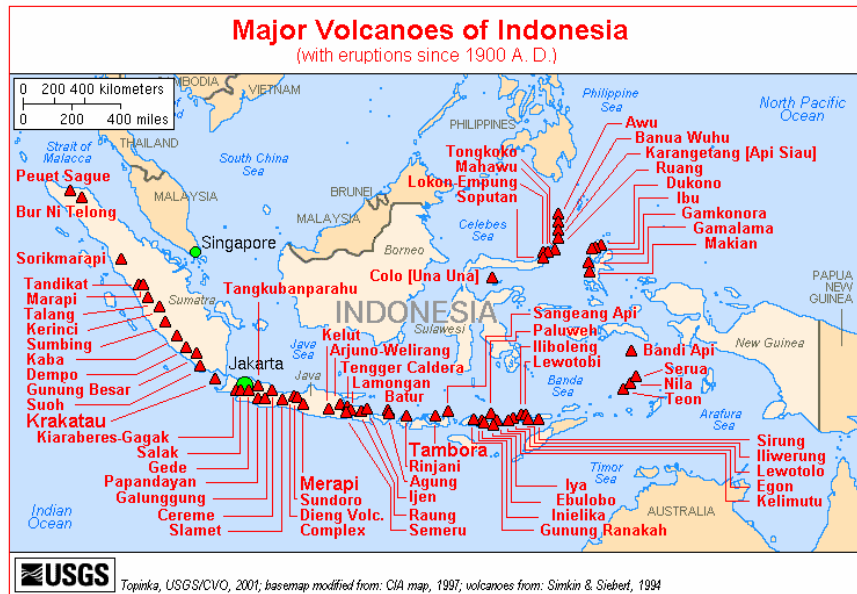 Major Volcanoes of Indonesia
(with eruptions since 1900 A. D.)
0 200 400 kilometers
0 200 400 miles
CAMBODIA
VIETNAM
THAILAND
Strait of
Malacca
South China
Sea
MALAYSIA
BRUNEI
MALAYSIA
PHILIPPINES
Philippine
Sea
North Pacific
Ocean
Celebes
Sea
Borneo
Singapore
Sumatra
INDONESIA
Sulawesi
Java
Sea
Java
Jakarta
Banda
Sea
New Guinea
PAPUA
NEW
GUINEA
Arafura
Sea
Timor
Sea
AUSTRALIA
Indian
Ocean
Peuet Sague
Bur Ni Telong
Sorikmarapi
Tandikat
Marapi
Talang
Kerinci
Sumbing
Kaba
Dempo
Gunung Besar
Suoh
Krakatau
Kiaraberes-Gagak
Salak
Gede
Papandayan
Galunggung
Cereme
Slamet
Tangkubanparahu
Merapi
Sundoro
Dieng Volc.
Complex
Kelut
Arjuno-Welirang
Tengger Caldera
Lamongan
Batur
Tambora
Rinjani
Agung
Ijen
Raung
Semeru
Tongkoko
Mahawu
Lokon Empung
Soputan
Colo [Una Una]
Awu
Banua Wuhu
Karangetang [Api Siau]
Ruang
Dukono
Ibu
Gamkonora
Gamalama
Makian
Sangeang Api
Paluweh
Iliboleng
Lewotobi
Bandi Api
Serua
Nila
Teon
Sirung
Iliwerung
Lewotolo
Egon
Kelimutu
Iya
Ebulobo
Inielika
Gunung Ranakah
USGS
Topinka, USGS/CVO, 2001; basemap modified from: CIA map, 1997; volcanoes from: Simkin & Siebert, 1994